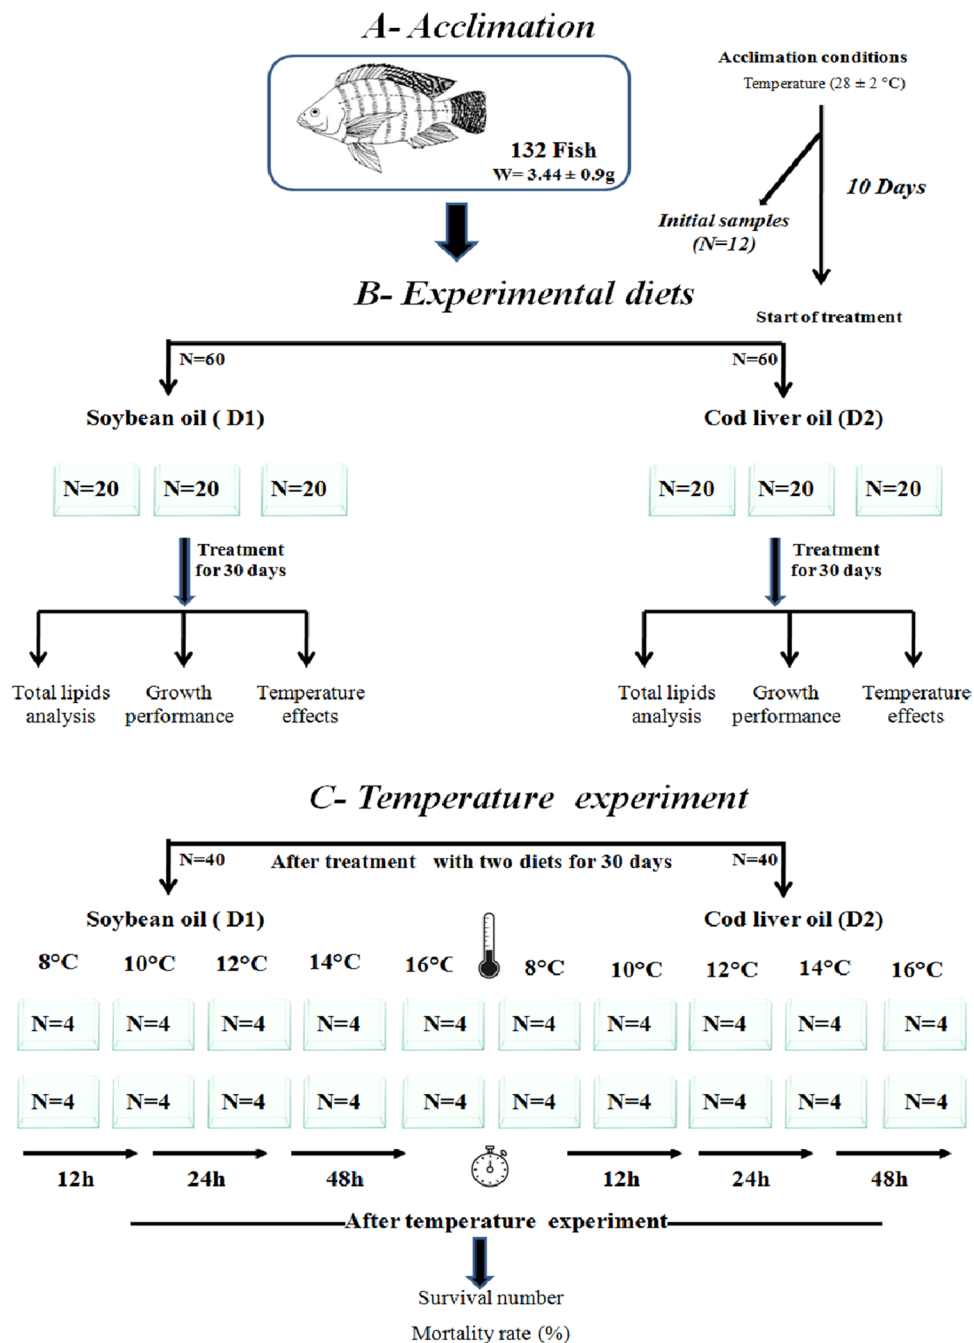 A- Acclimation
132 Fish
W= 3.44 ± 0.9g
Acclimation conditions
Temperature (28 ± 2 °C)
10 Days
Initial samples
(N=12)
Start of treatment
B- Experimental diets
N=60
N=60
Soybean oil ( D1)
Cod liver oil (D2)
N=20 N=20 N=20
N=20 N=20 N=20
Treatment
for 30 days
Treatment
for 30 days
Total lipids
analysis
Growth
performance
Temperature
effects
Total lipids
analysis
Growth
performance
Temperature
effects
C- Temperature experiment
N=40
After treatment with two diets for 30 days
N=40
Soybean oil ( D1)
Cod liver oil (D2)
8°C 10°C 12°C 14°C 16°C 8°C 10°C 12°C 14°C 16°C
N=4 N=4 N=4 N=4 N=4 N=4 N=4 N=4 N=4 N=4
N=4 N=4 N=4 N=4 N=4 N=4 N=4 N=4 N=4 N=4
12h 24h 48h 12h 24h 48h
After temperature experiment
Survival number
Mortality rate (%)